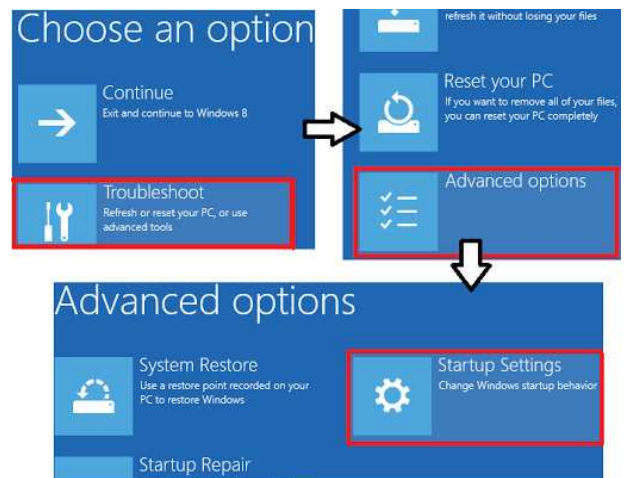 Choose an option
Continue
Exit and continue to Windows 8
Troubleshoot
Refresh or reset your PC, or use
advanced tools
refresh it without losing your files
Reset your PC
If you want to remove all of your files,
you can reset your PC completely
Advanced options
Advanced options
System Restore
Use a restore point recorded on your
PC to restore Windows
Startup Settings
Change Windows startup behavior
Startup Repair